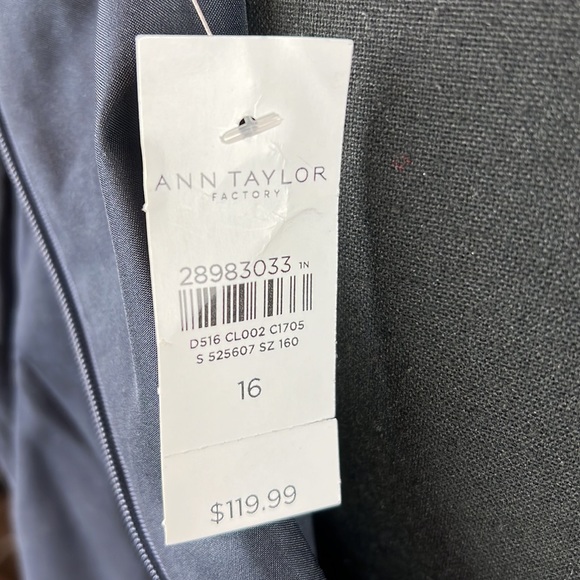 ANN TAYLOR
FACTORY
28983033 1N
D516 CL002 C1705
S 525607 SZ 160
16
$119.99